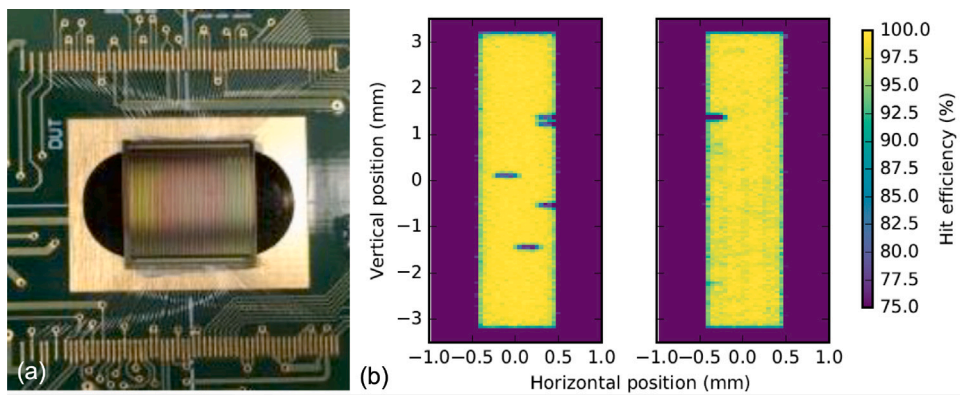 DUT
(a)
(b)
Vertical position (mm)
3
2
1
0
−1
−2
−3
−1.0 −0.5 0.0 0.5 1.0
−1.0 −0.5 0.0 0.5 1.0
Horizontal position (mm)
100.0
97.5
95.0
92.5
90.0
87.5
85.0
82.5
80.0
77.5
75.0
Hit efficiency (%)